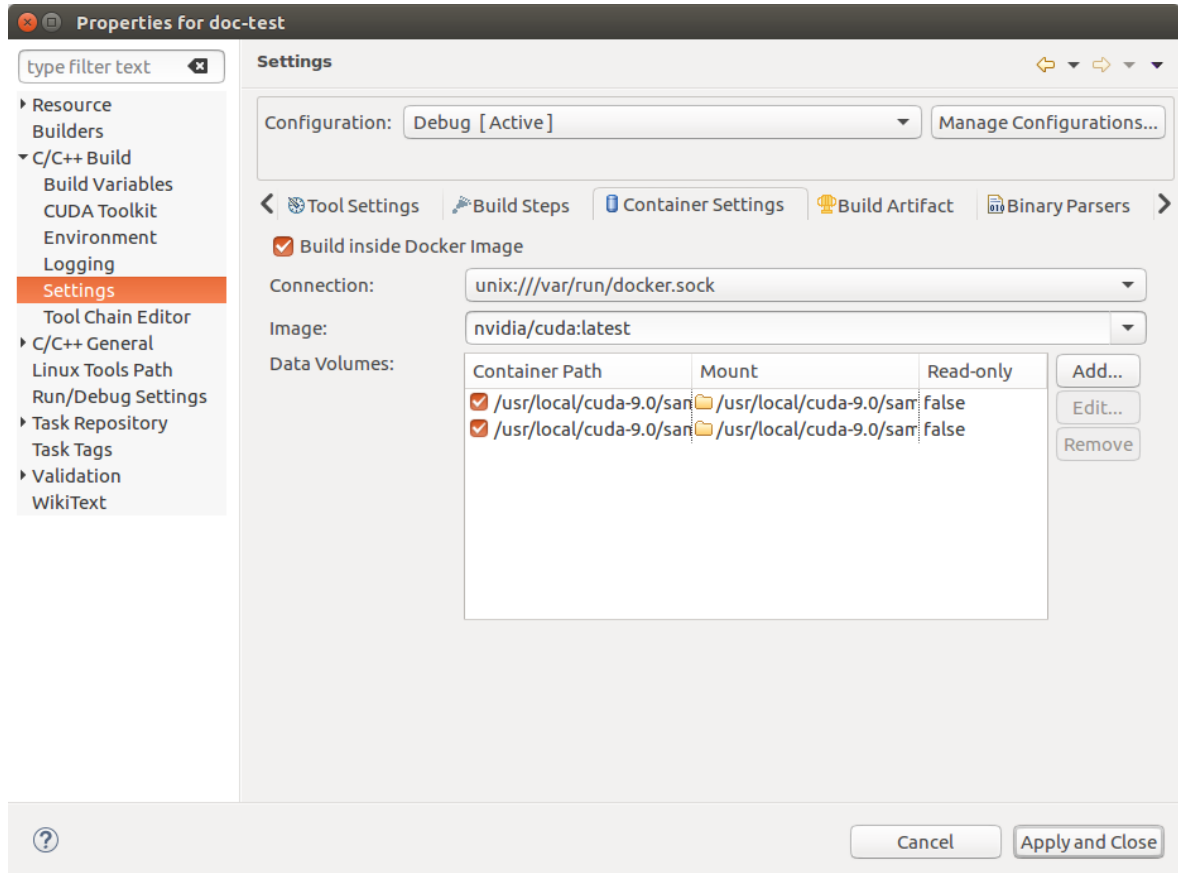 Properties for doc-test
type filter text
Resource
Builders
C/C++ Build
Build Variables
CUDA Toolkit
Environment
Logging
Settings
Tool Chain Editor
C/C++ General
Linux Tools Path
Run/Debug Settings
Task Repository
Task Tags
Validation
WikiText
Settings
Configuration: Debug [Active] Manage Configurations...
Tool Settings Build Steps Container Settings Build Artifact Binary Parsers
Build inside Docker Image
Connection: unix:///var/run/docker.sock
Image: nvidia/cuda:latest
Data Volumes:
Container Path Mount Read-only
/usr/local/cuda-9.0/san /usr/local/cuda-9.0/sam false
/usr/local/cuda-9.0/san /usr/local/cuda-9.0/sam false
Add...
Edit...
Remove
Cancel Apply and Close